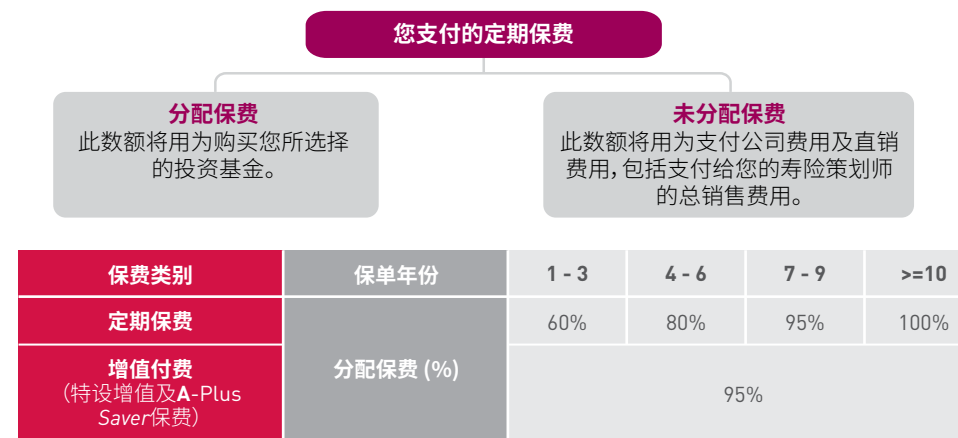 您支付的定期保费
分配保费
此数额将用为购买您所选择
的投资基金。
未分配保费
此数额将用为支付公司费用及直销
费用，包括支付给您的寿险策划师
的总销售费用。
保费类别 保单年份 1 - 3 4 - 6 7 - 9 >=10
定期保费 分配保费 (%) 60% 80% 95% 100%
增值付费
（特设增值及A-Plus
Saver保费）
95%